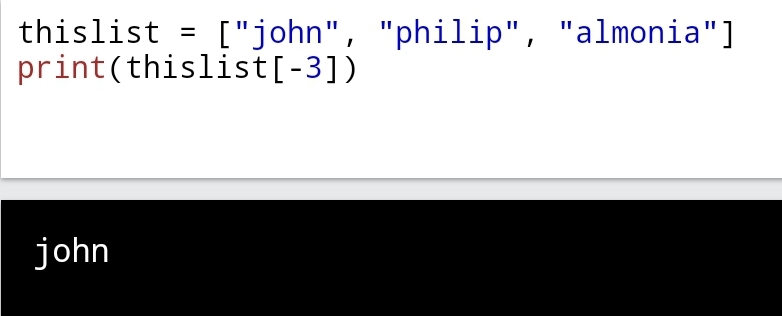 thislist = ["john", "philip", "almonia"]
print(thislist[-3])
john